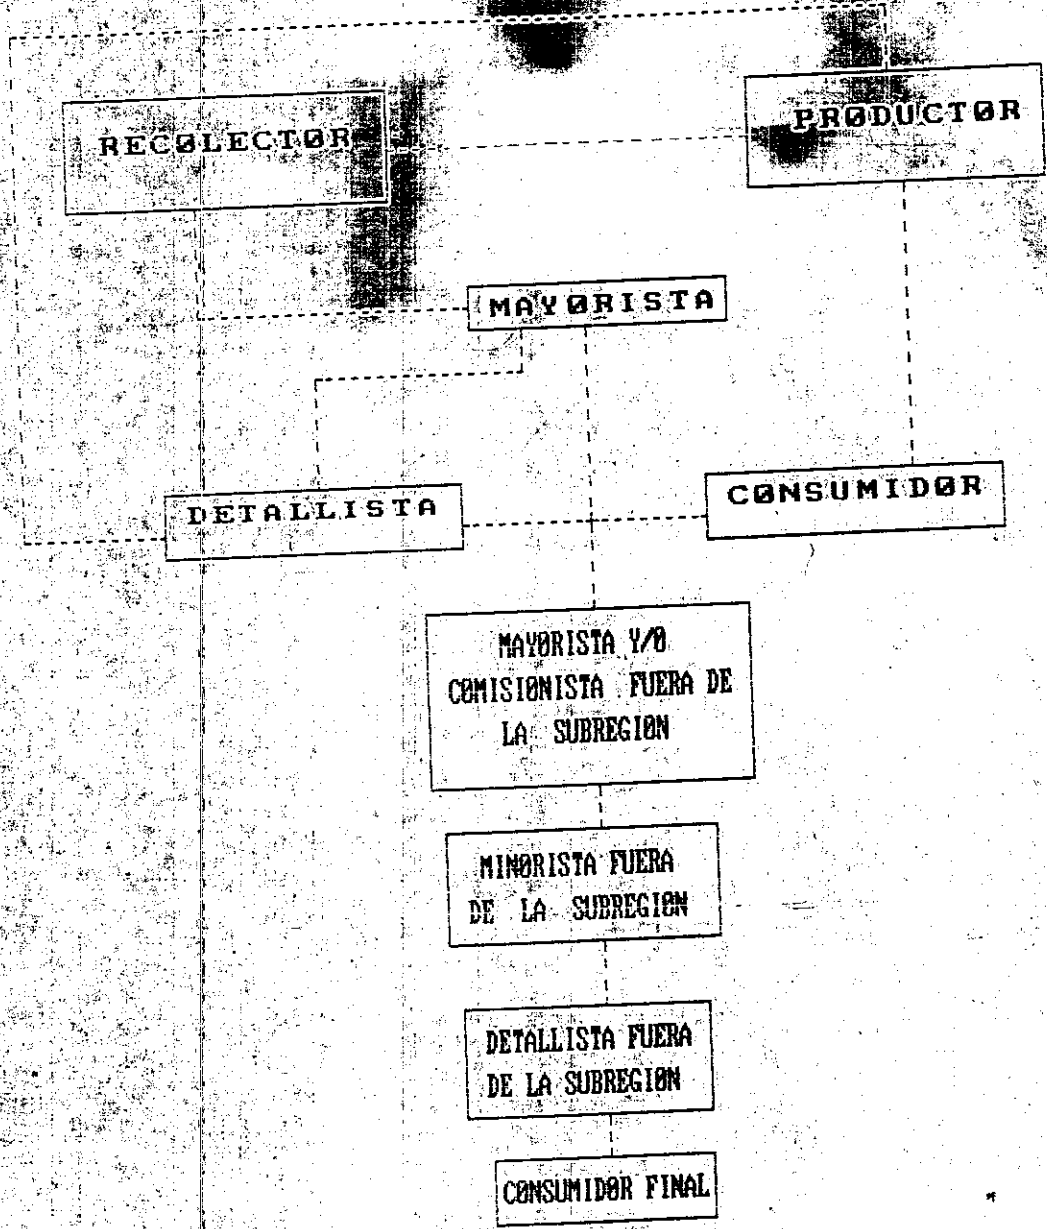 RECOLECTOR
PRODUCTOR
MAYORISTA
DETALLISTA
CONSUMIDOR
MAYORISTA Y/O
COMISIONISTA FUERA DE
LA SUBREGION
MINORISTA FUERA
DE LA SUBREGION
DETALLISTA FUERA
DE LA SUBREGION
CONSUMIDOR FINAL